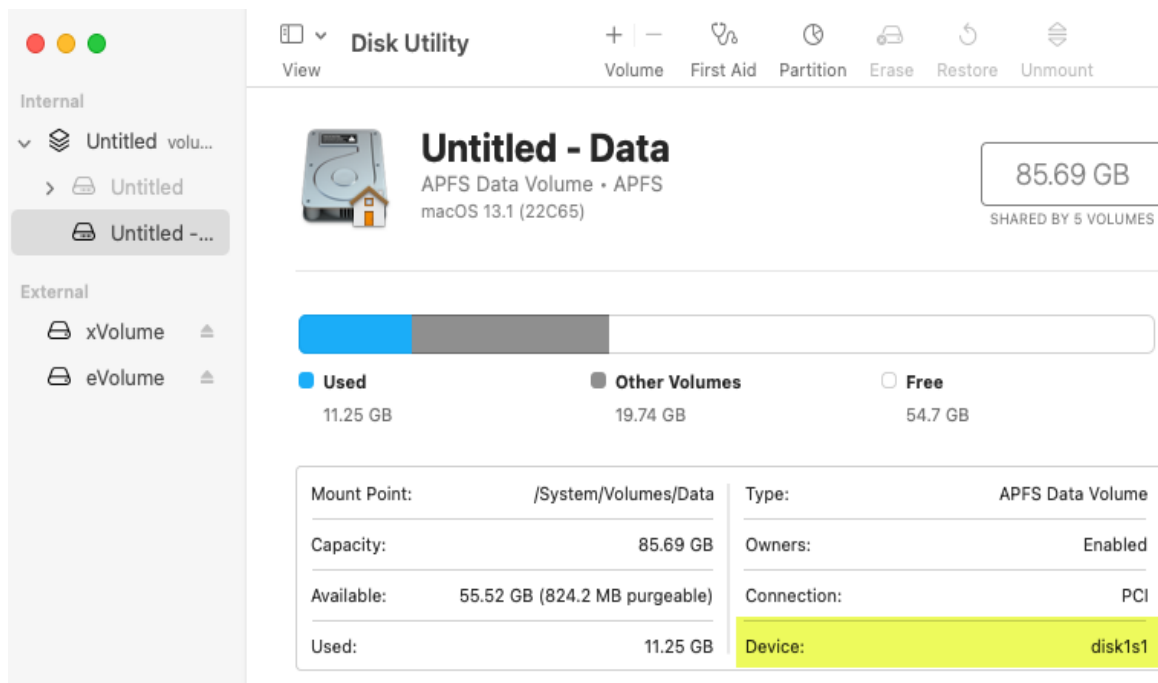 Disk Utility
View
Volume
First Aid
Partition
Erase
Restore
Unmount
Internal
Untitled volu...
Untitled
Untitled -...
External
xVolume
eVolume
Untitled - Data
APFS Data Volume • APFS
macOS 13.1 (22C65)
85.69 GB
SHARED BY 5 VOLUMES
Used
11.25 GB
Other Volumes
19.74 GB
Free
54.7 GB
Mount Point: /System/Volumes/Data
Type: APFS Data Volume
Capacity: 85.69 GB
Owners: Enabled
Available: 55.52 GB (824.2 MB purgeable)
Connection: PCI
Used: 11.25 GB
Device: disk1s1